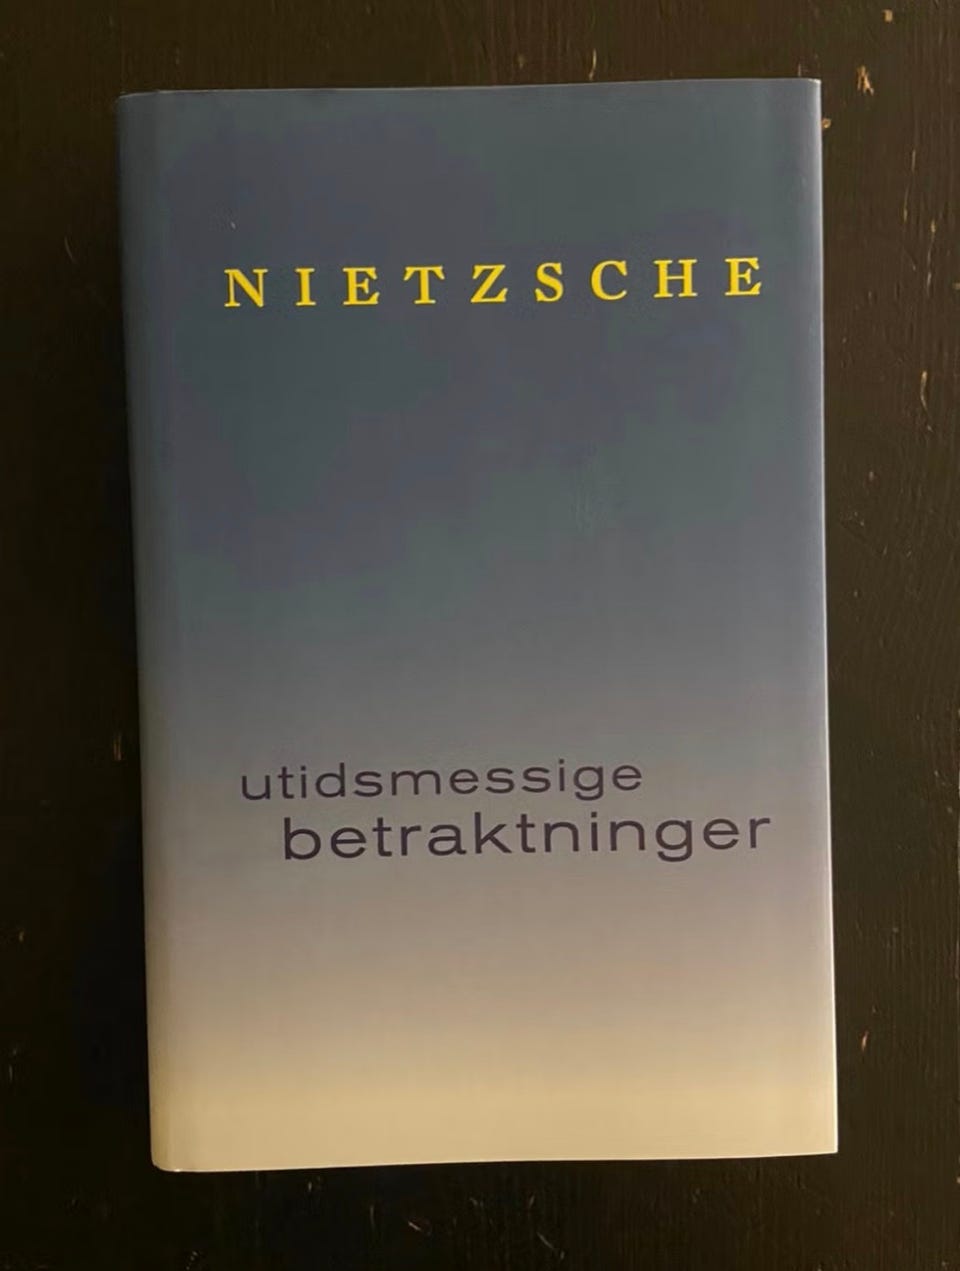 NIETZSCHE
utidsmessige
betraktninger